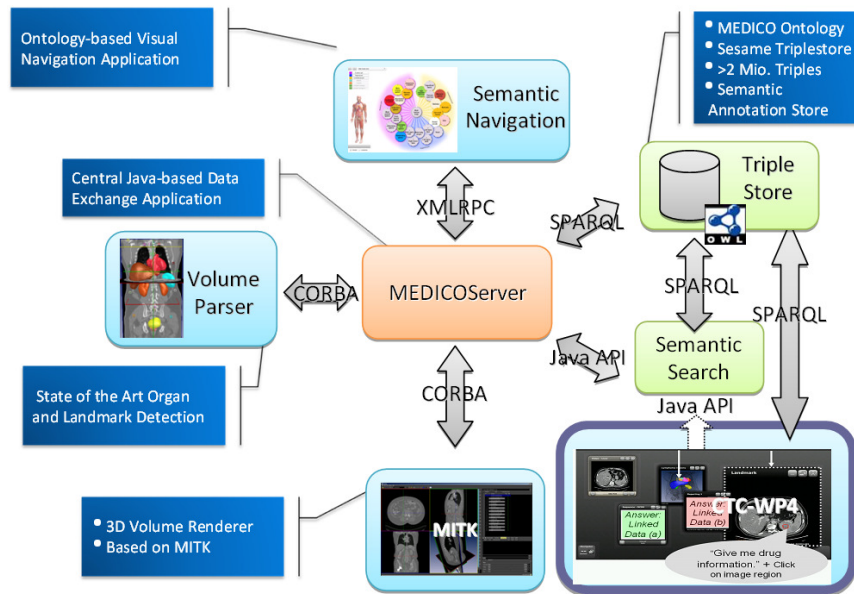 Ontology-based Visual
Navigation Application
Semantic
Navigation
• MEDICO Ontology
• Sesame Triplestore
• >2 Mio. Triples
• Semantic
Annotation Store
Triple
Store
OWL
Central Java-based Data
Exchange Application
XMLRPC
SPARQL
Volume
Parser
CORBA
MEDICOServer
SPARQL
SPARQL
Java API
Semantic
Search
State of the Art Organ
and Landmark Detection
CORBA
Java API
• 3D Volume Renderer
• Based on MITK
MITK
Landmark
TC-WP4
Answer:
Linked
Data (a)
Answer:
Linked
Data (b)
"Give me drug
information." + Click
on image region